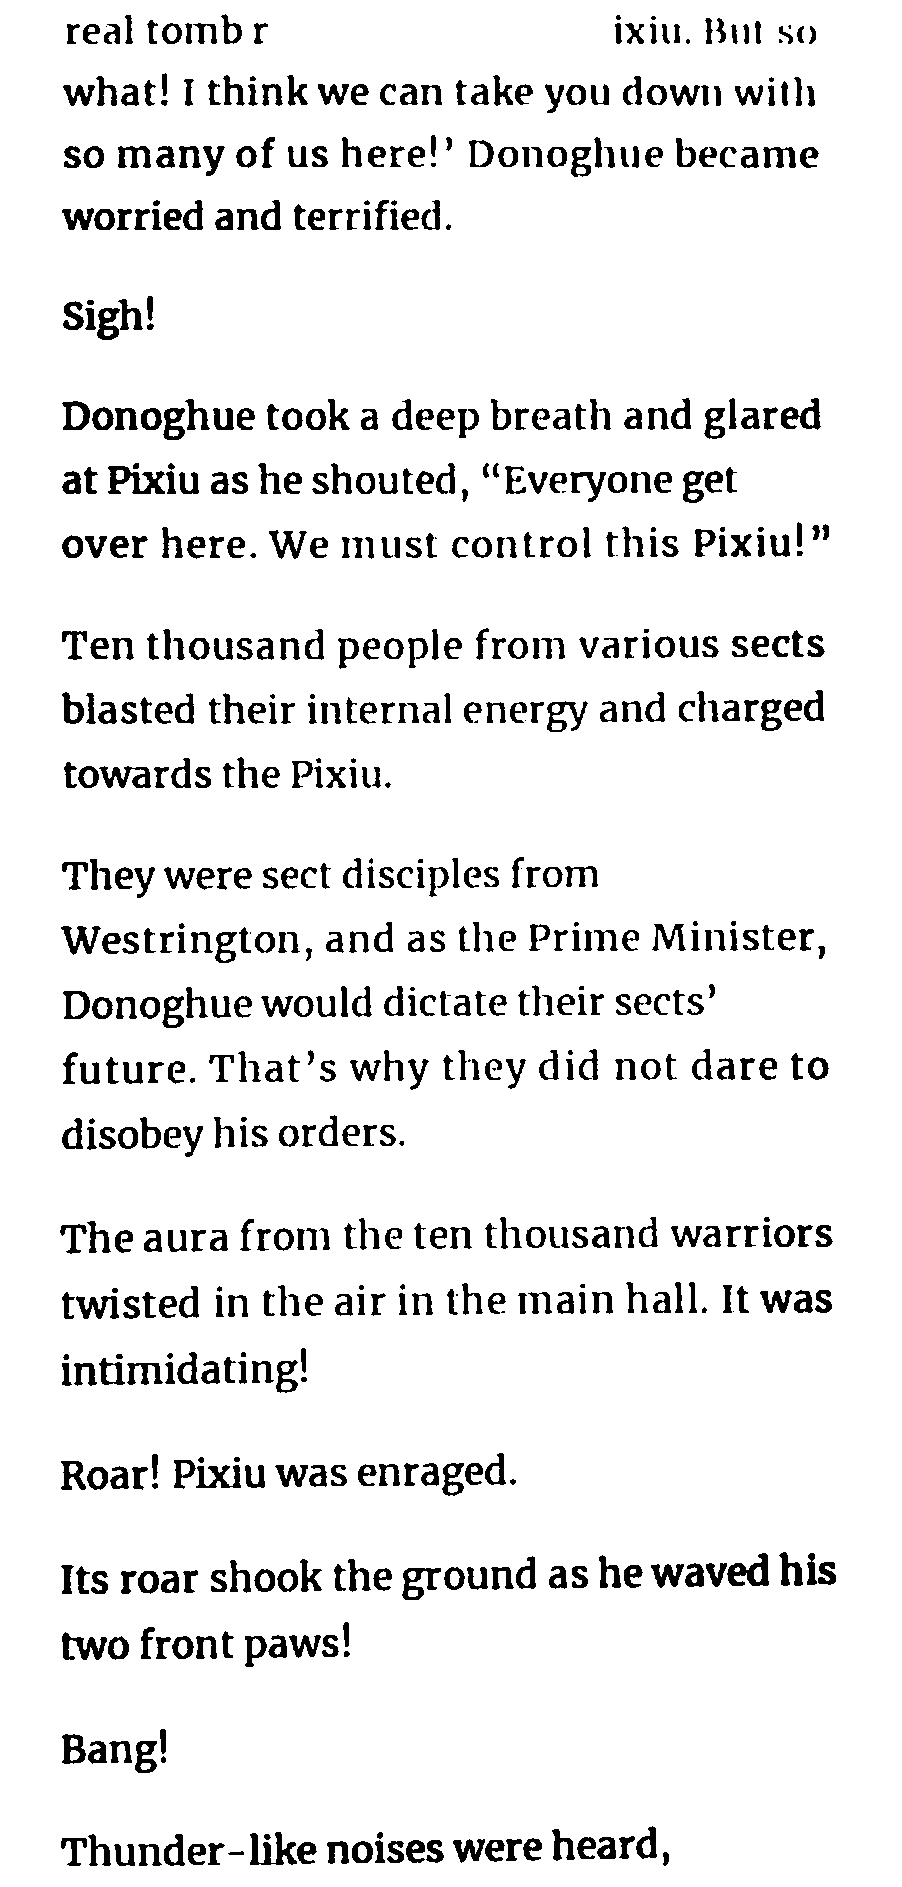 real tomb r
ixiu. But so
what! I think we can take you down with
so many of us here!’ Donoghue became
worried and terrified.
Sigh!
Donoghue took a deep breath and glared
at Pixiu as he shouted, “Everyone get
over here. We must control this Pixiu!”
Ten thousand people from various sects
blasted their internal energy and charged
towards the Pixiu.
They were sect disciples from
Westrington, and as the Prime Minister,
Donoghue would dictate their sects’
future. That’s why they did not dare to
disobey his orders.
The aura from the ten thousand warriors
twisted in the air in the main hall. It was
intimidating!
Roar! Pixiu was enraged.
Its roar shook the ground as he waved his
two front paws!
Bang!
Thunder-like noises were heard,